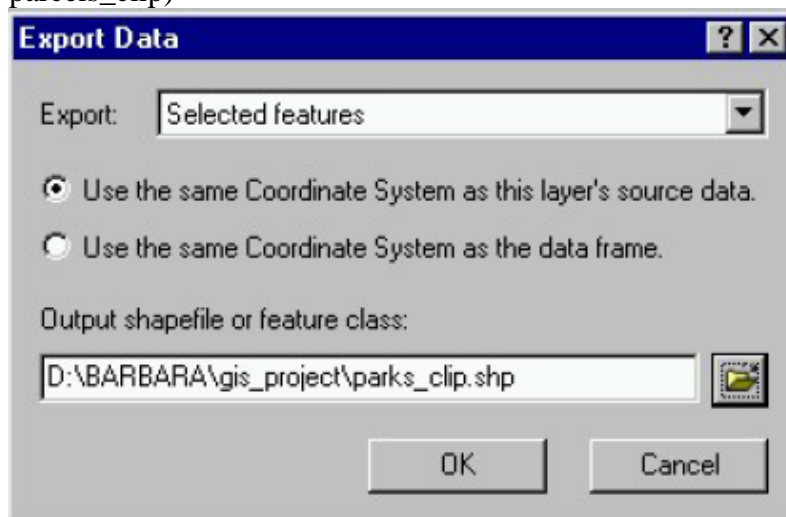 parcels_clip)
Export Data
Export: Selected features
Use the same Coordinate System as this layer's source data.
Use the same Coordinate System as the data frame.
Output shapefile or feature class:
D:\BARBARA\gis_project\parks_clip.shp
OK Cancel